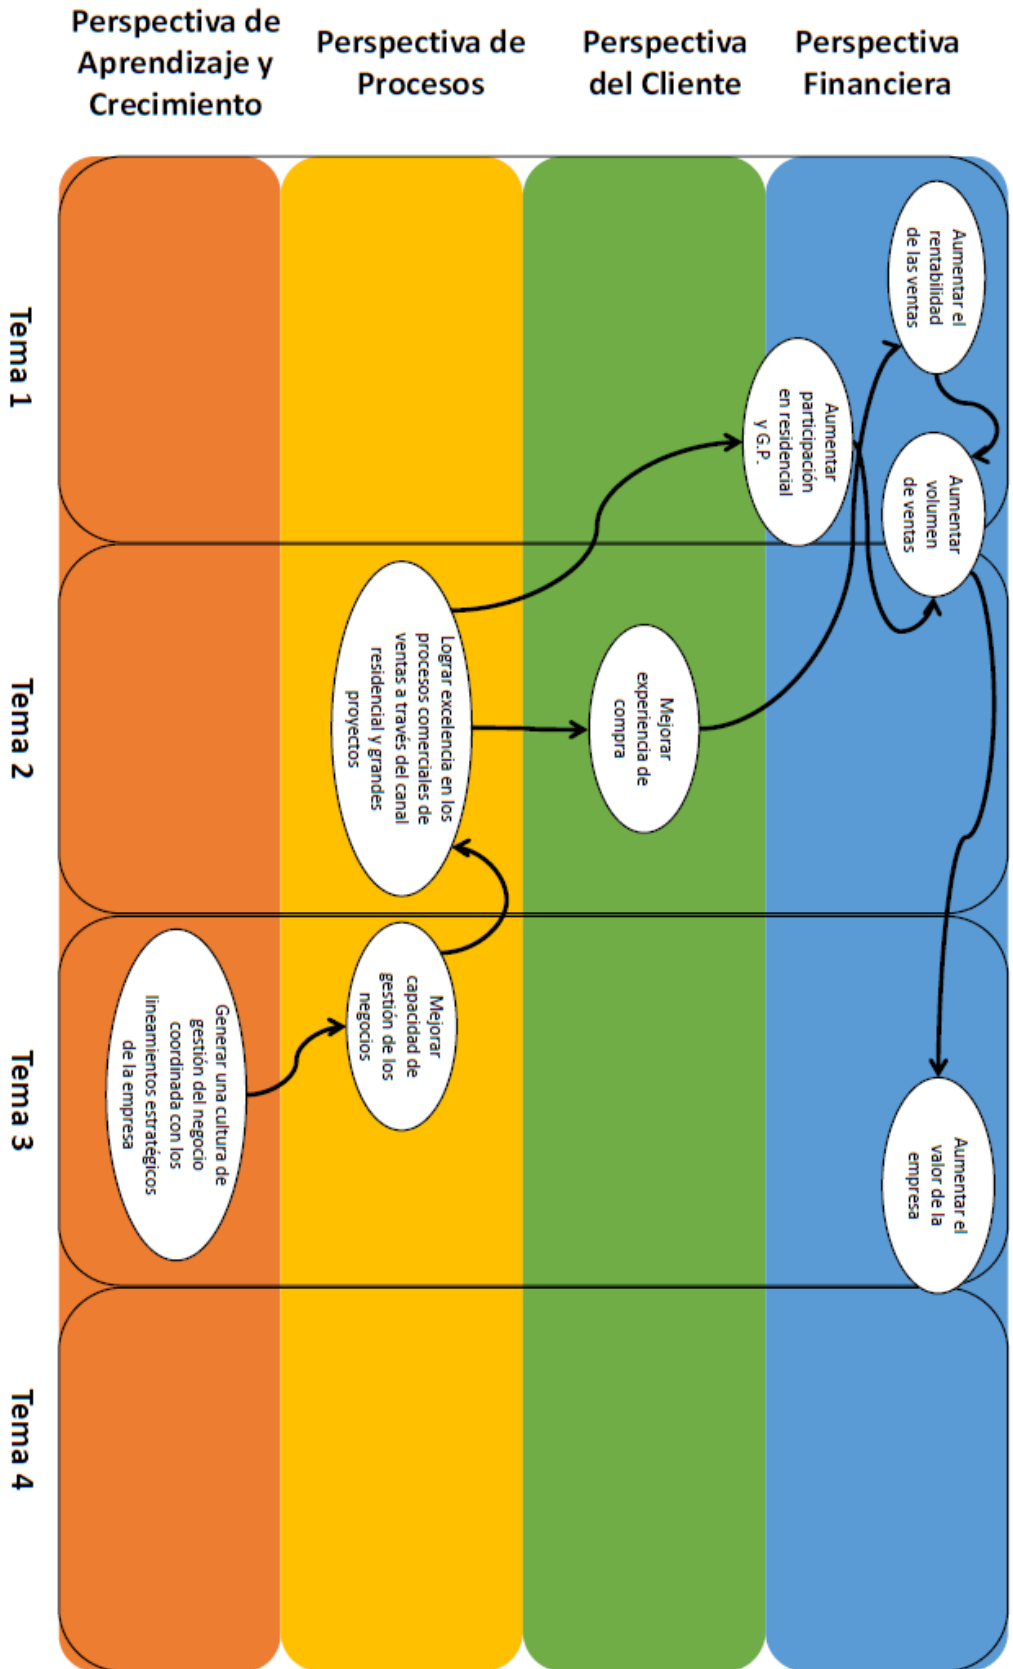 Perspectiva de
Aprendizaje y
Crecimiento
Perspectiva de
Procesos
Perspectiva
del Cliente
Perspectiva
Financiera
Aumentar el
rentabilidad
de las ventas
Aumentar
volumen
de ventas
Aumentar el
valor de la
empresa
Aumentar
participación
en residencial
y G.P.
Mejorar
experiencia de
compra
Lograr excelencia en los
procesos comerciales de
ventas a través del canal
residencial y grandes
proyectos
Mejorar
capacidad de
gestión de los
negocios
Generar una cultura de
gestión del negocio
coordinada con los
lineamientos estratégicos
de la empresa
Tema 1
Tema 2
Tema 3
Tema 4